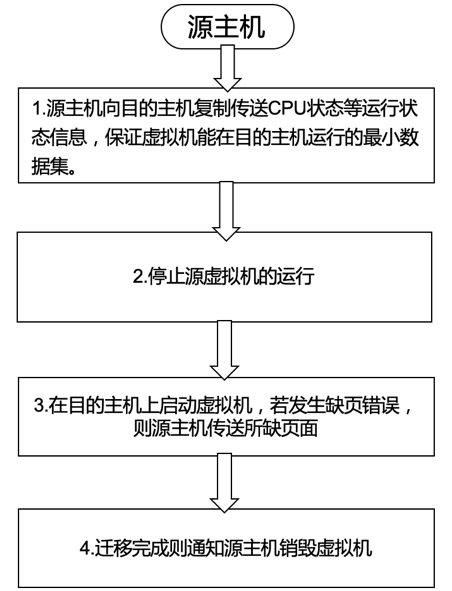 源主机
1.源主机向目的主机复制传送CPU状态等运行状
态信息，保证虚拟机能在目的主机运行的最小数
据集。
2.停止源虚拟机的运行
3.在目的主机上启动虚拟机，若发生缺页错误，
则源主机传送所缺页面
4.迁移完成则通知源主机销毁虚拟机